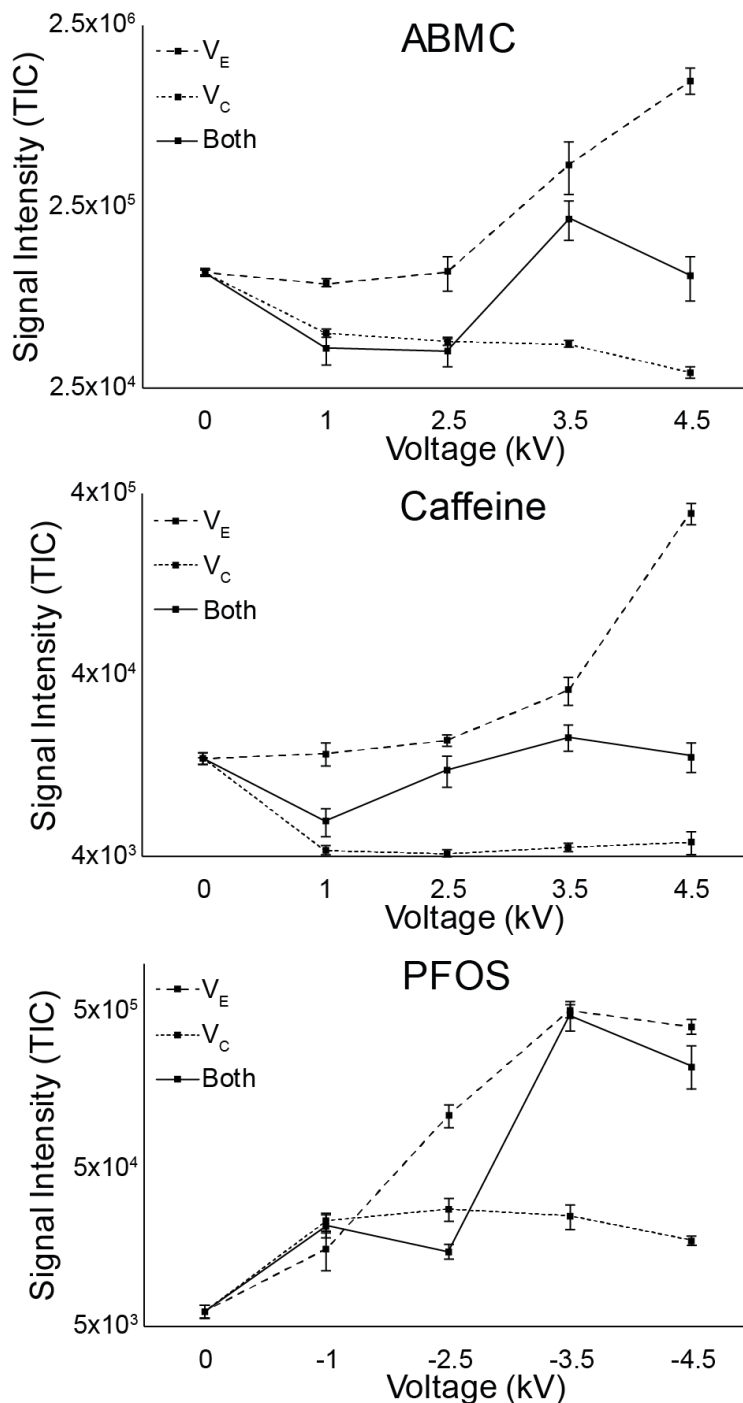 ABMC
2.5x10⁶
V_E
V_C
Both
2.5x10⁵
2.5x10⁴
Signal Intensity (TIC)
0 1 2.5 3.5 4.5
Voltage (kV)
Caffeine
4x10⁵
V_E
V_C
Both
4x10⁴
4x10³
Signal Intensity (TIC)
0 1 2.5 3.5 4.5
Voltage (kV)
PFOS
V_E
5x10⁵
V_C
Both
5x10⁴
5x10³
Signal Intensity (TIC)
0 -1 -2.5 -3.5 -4.5
Voltage (kV)